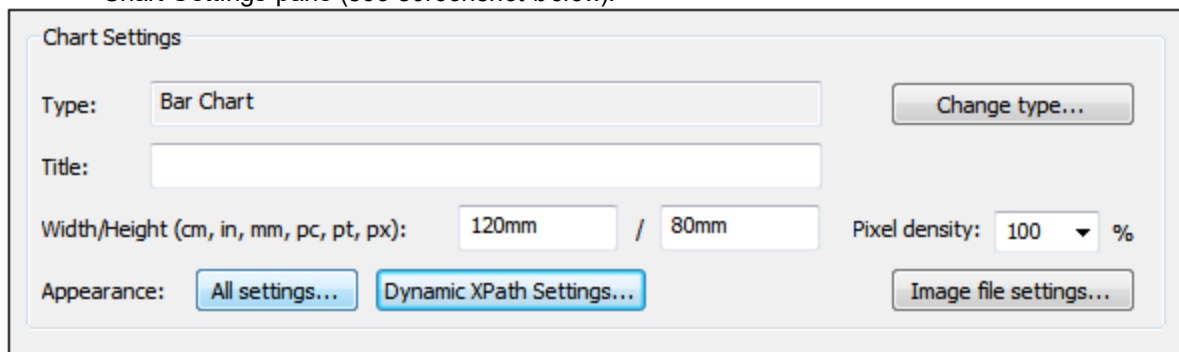 Chart Settings pane (see screenshot below).
Chart Settings
Type: Bar Chart Change type...
Title:
Width/Height (cm, in, mm, pc, pt, px): 120mm / 80mm Pixel density: 100 %
Appearance: All settings... Dynamic XPath Settings... Image file settings...